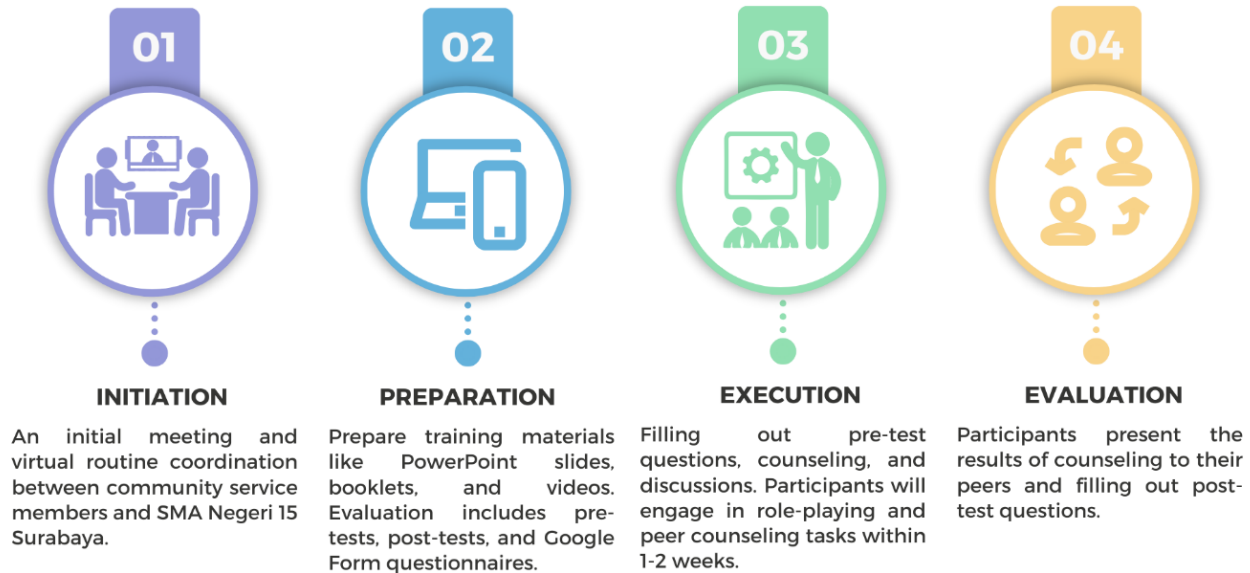 01
INITIATION
An initial meeting and
virtual routine coordination
between community service
members and SMA Negeri 15
Surabaya.
02
PREPARATION
Prepare training materials
like PowerPoint slides,
booklets, and videos.
Evaluation includes pre-
tests, post-tests, and Google
Form questionnaires.
03
EXECUTION
Filling out pre-test
questions, counseling, and
discussions. Participants will
engage in role-playing and
peer counseling tasks within
1-2 weeks.
04
EVALUATION
Participants present the
results of counseling to their
peers and filling out post-
test questions.